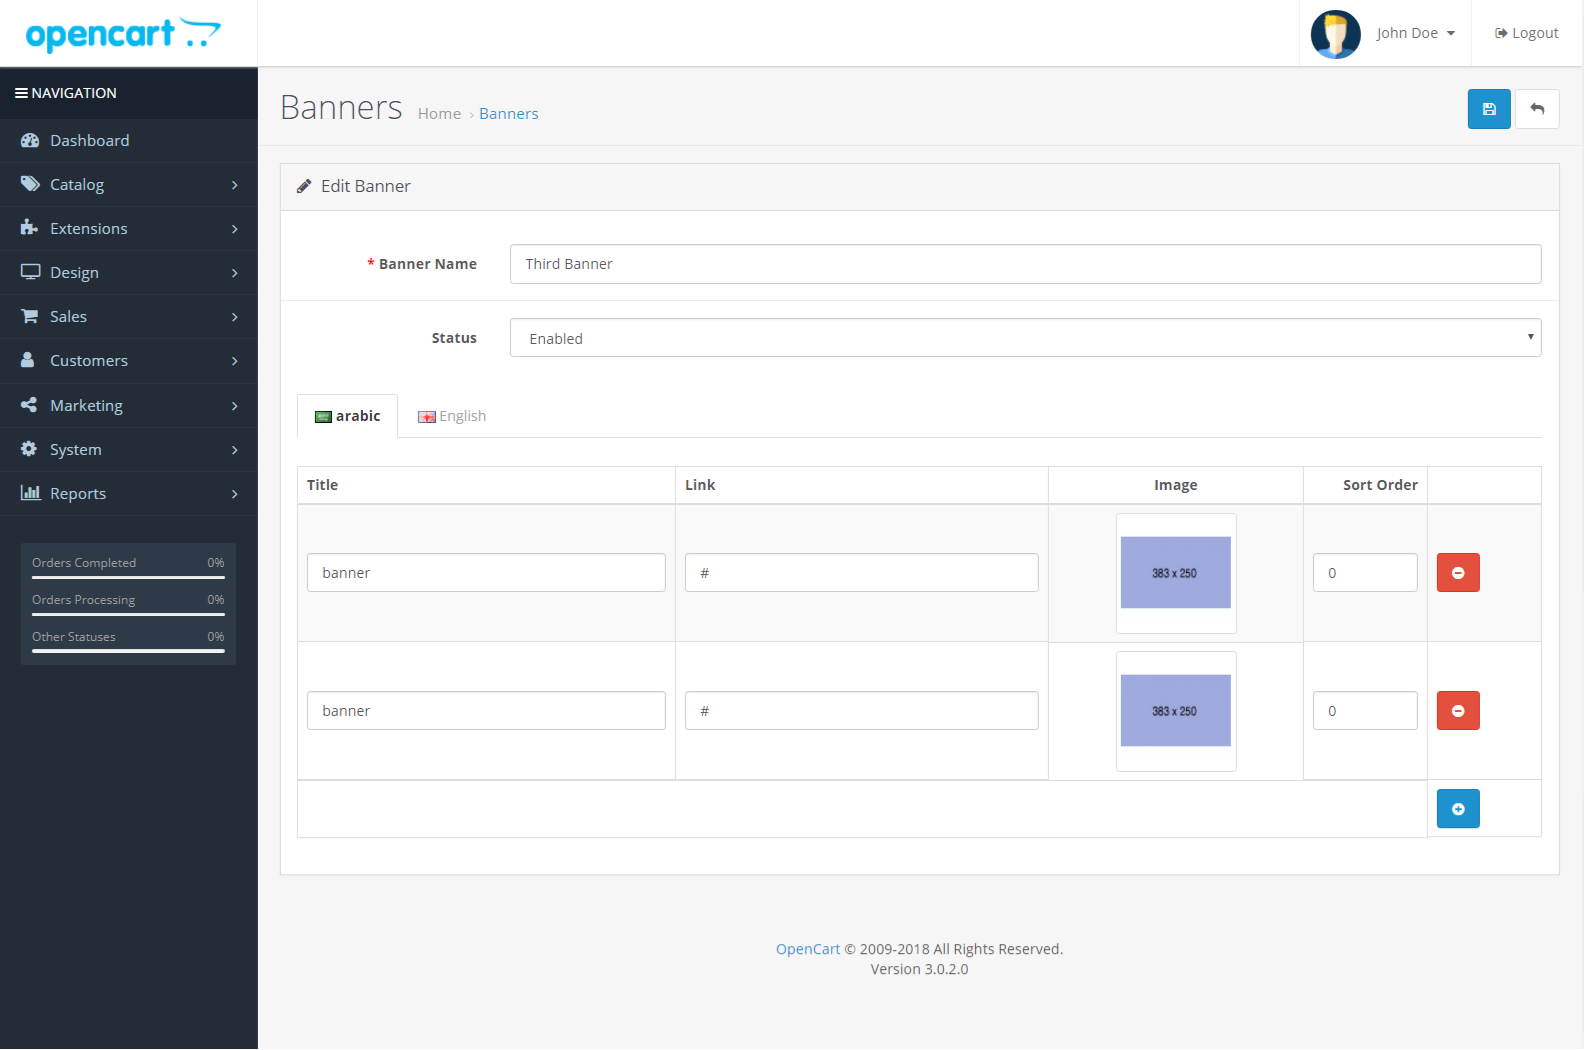 opencart
John Doe
Logout
NAVIGATION
Dashboard
Catalog
Extensions
Design
Sales
Customers
Marketing
System
Reports
Orders Completed 0%
Orders Processing 0%
Other Statuses 0%
Banners Home › Banners
Edit Banner
* Banner Name Third Banner
Status Enabled
arabic English
Title Link Image Sort Order
banner # 383 x 250 0
banner # 383 x 250 0
OpenCart © 2009-2018 All Rights Reserved.
Version 3.0.2.0